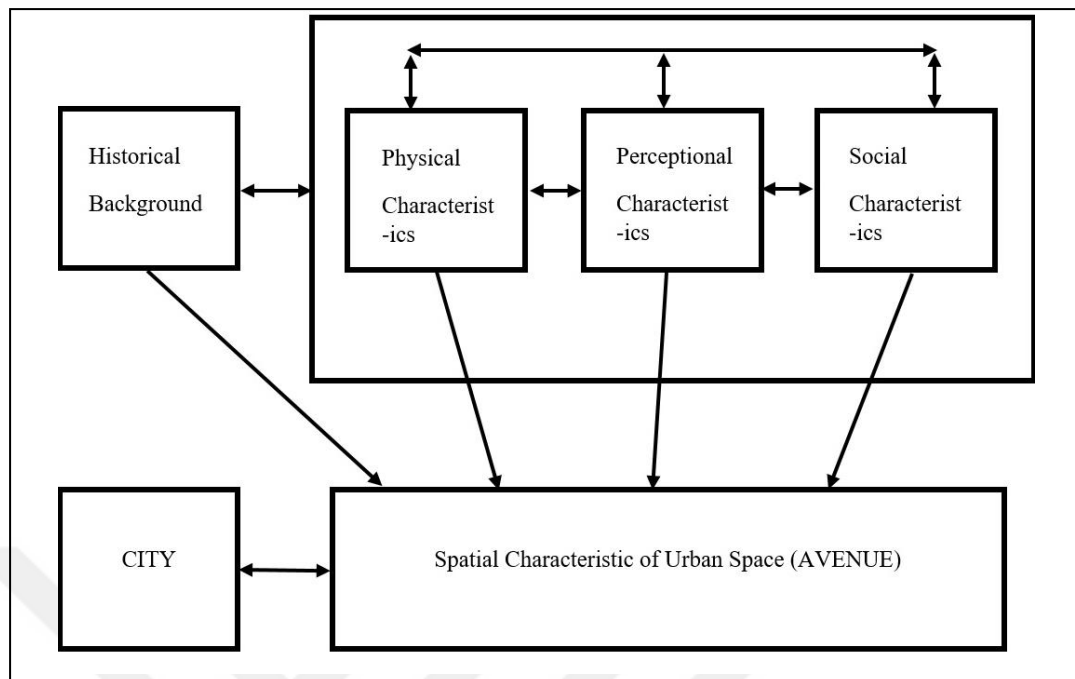 Historical
Background
Physical
Characterist
-ics
Perceptional
Characterist
-ics
Social
Characterist
-ics
CITY
Spatial Characteristic of Urban Space (AVENUE)